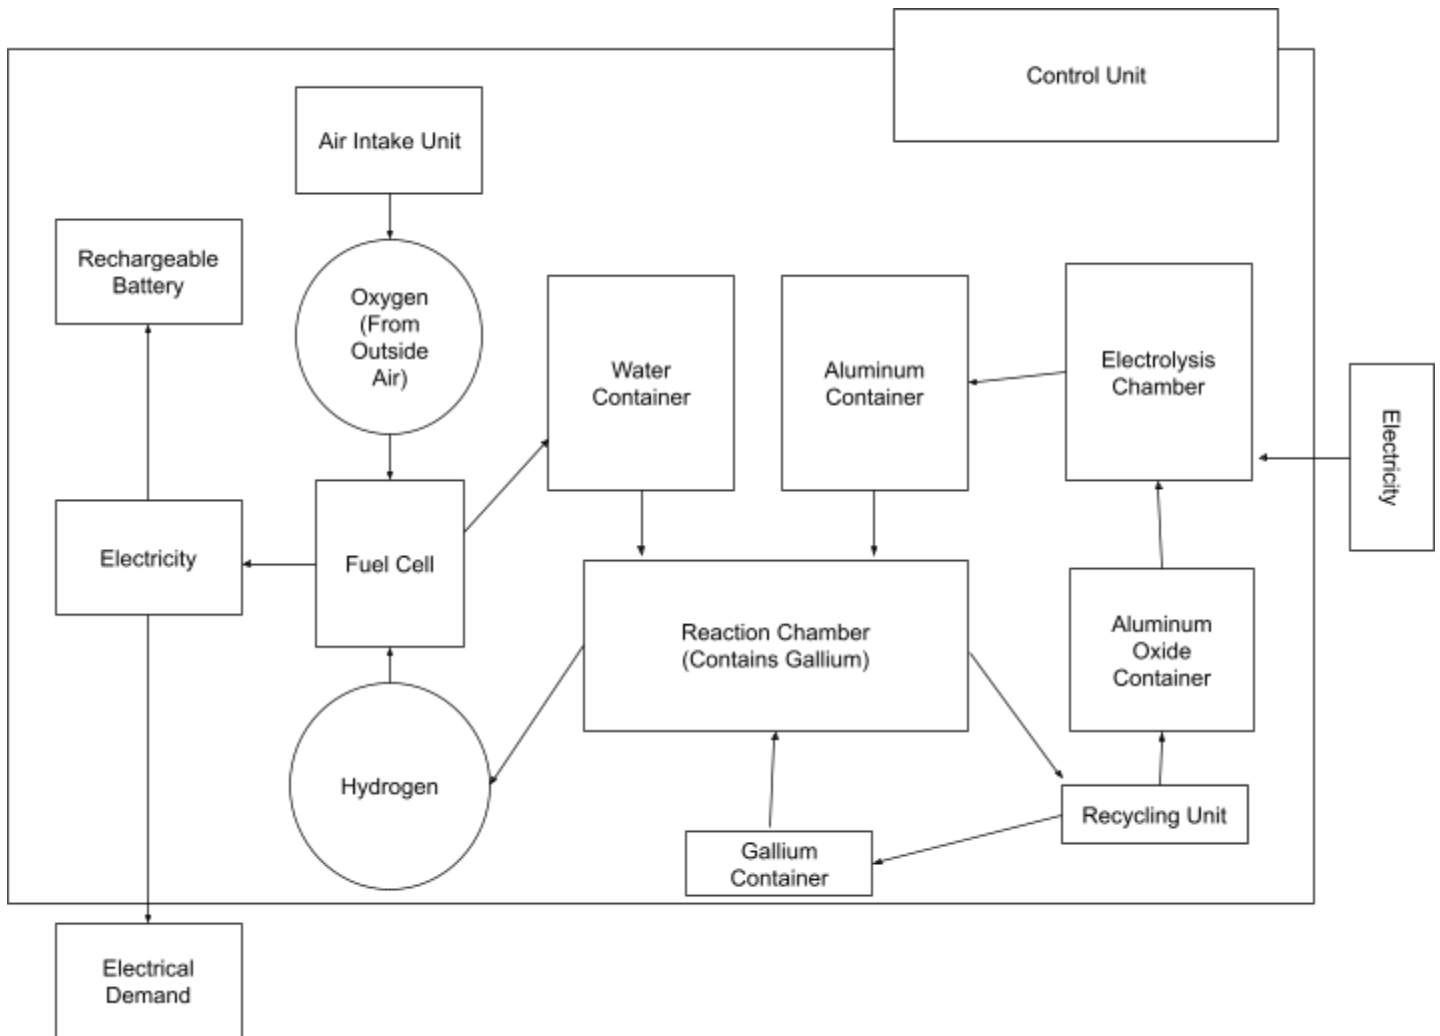 Control Unit
Air Intake Unit
Rechargeable
Battery
Oxygen
(From
Outside
Air)
Water
Container
Aluminum
Container
Electrolysis
Chamber
Electricity
Electricity
Fuel Cell
Reaction Chamber
(Contains Gallium)
Aluminum
Oxide
Container
Hydrogen
Gallium
Container
Recycling Unit
Electrical
Demand